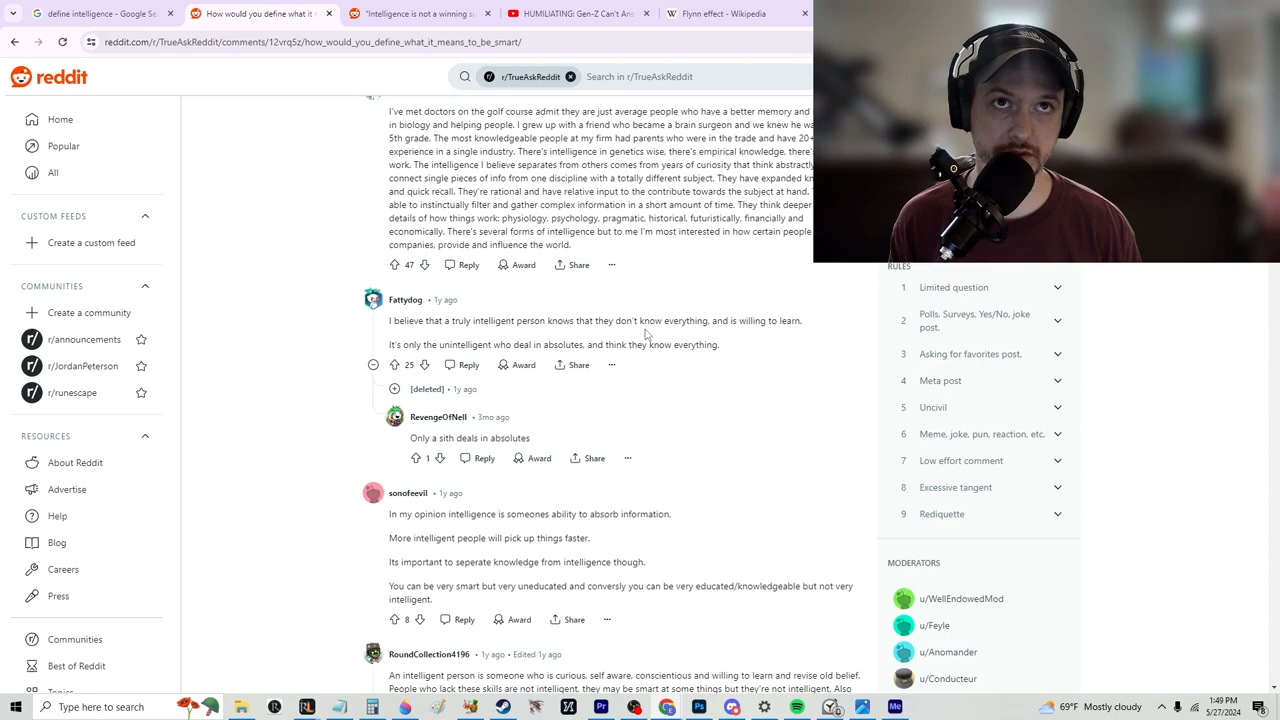 define intelligence - Google Se
How would you define what it m
"Intelligence is not a winning s
HUMILIATING: Gen-Z Can't Ans
Flynn effect - Wikipedia
reddit.com/r/TrueAskReddit/comments/12vrq5z/how_would_you_define_what_it_means_to_be_smart/
reddit
r/TrueAskReddit
Search in r/TrueAskReddit
Home
Popular
All
CUSTOM FEEDS
Create a custom feed
COMMUNITIES
Create a community
r/announcements
r/JordanPeterson
r/runescape
RESOURCES
About Reddit
Advertise
Help
Blog
Careers
Press
Communities
Best of Reddit
Topics
I've met doctors on the golf course admit they are just average people who have a better memory and
in biology and helping people. I grew up with a friend who became a brain surgeon and we knew he wa
5th grade. The most knowledgeable people at my firm had parents who were in the trade and have 20+
experience in a single industry. There's intelligence in genetics wise, there's empirical knowledge, there's
work. The intelligence I believe separates from others comes from years of curiosity that think abstractly
connect single pieces of info from one discipline with a totally different subject. They have expanded kn
and quick recall. They're rational and have relative input to the contribute towards the subject at hand. T
able to instinctually filter and gather complex information in a short amount of time. They think deeper
details of how things work: physiology, psychology, pragmatic, historical, futuristically, financially and
economically. There's several forms of intelligence but to me I'm most interested in how certain people
companies, provide and influence the world.
47 Reply Award Share ...
Fattydog • 1y ago
I believe that a truly intelligent person knows that they don't know everything, and is willing to learn.
It's only the unintelligent who deal in absolutes, and think they know everything.
25 Reply Award Share ...
[deleted] • 1y ago
RevengeOfNell • 3mo ago
Only a sith deals in absolutes
1 Reply Award Share ...
sonofeevil • 1y ago
In my opinion intelligence is someones ability to absorb information.
More intelligent people will pick up things faster.
Its important to seperate knowledge from intelligence though.
You can be very smart but very uneducated and conversly you can be very educated/knowledgeable but not very
intelligent.
8 Reply Award Share ...
RoundCollection4196 • 1y ago • Edited 1y ago
An intelligent person is someone who is curious, self aware, conscientious and willing to learn and revise old belief.
People who lack these skills are not intelligent, they may be smart at some things but they're not intelligent. Also
RULES
1 Limited question
2 Polls, Surveys, Yes/No, joke
post.
3 Asking for favorites post.
4 Meta post
5 Uncivil
6 Meme, joke, pun, reaction, etc.
7 Low effort comment
8 Excessive tangent
9 Rediquette
MODERATORS
u/WellEndowedMod
u/Feyle
u/Anomander
u/Conducteur
Type here to search
69°F Mostly cloudy
1:49 PM
5/27/2024